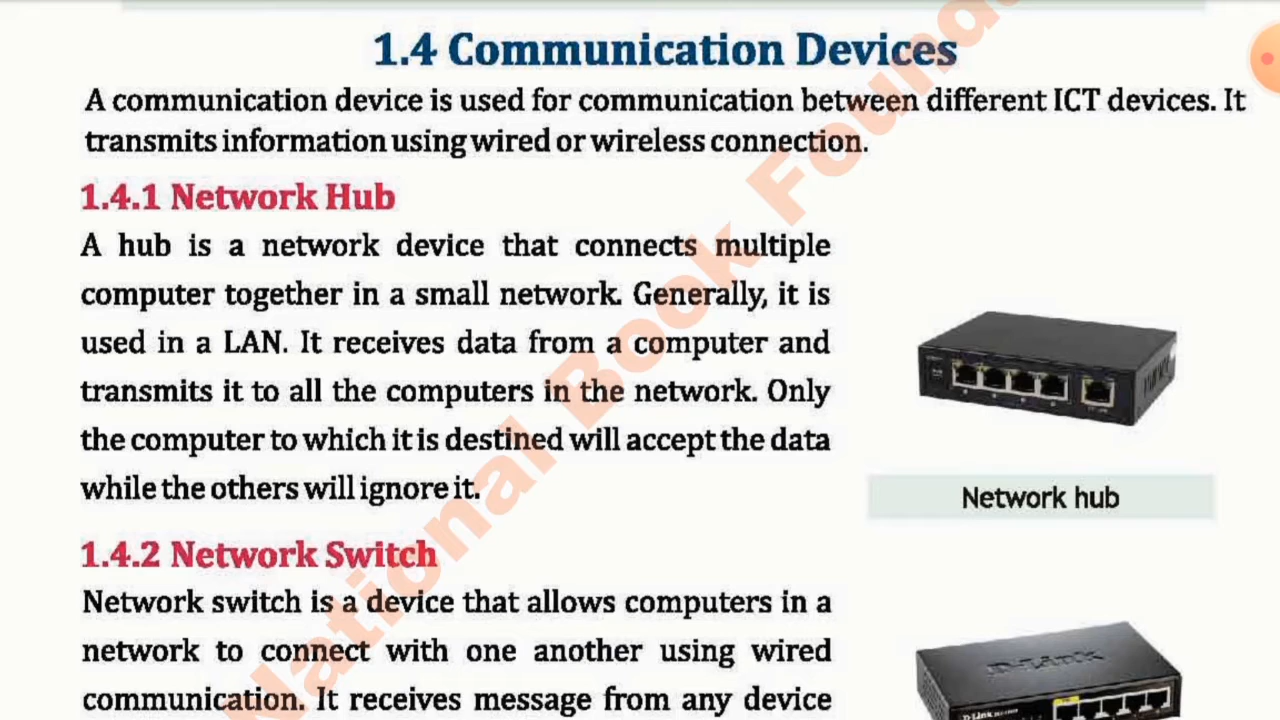 1.4 Communication Devices
A communication device is used for communication between different ICT devices. It
transmits information using wired or wireless connection.
1.4.1 Network Hub
A hub is a network device that connects multiple
computer together in a small network. Generally, it is
used in a LAN. It receives data from a computer and
transmits it to all the computers in the network. Only
the computer to which it is destined will accept the data
while the others will ignore it.
Network hub
1.4.2 Network Switch
Network switch is a device that allows computers in a
network to connect with one another using wired
communication. It receives message from any device
D-Link
D-Link
National Book Founda